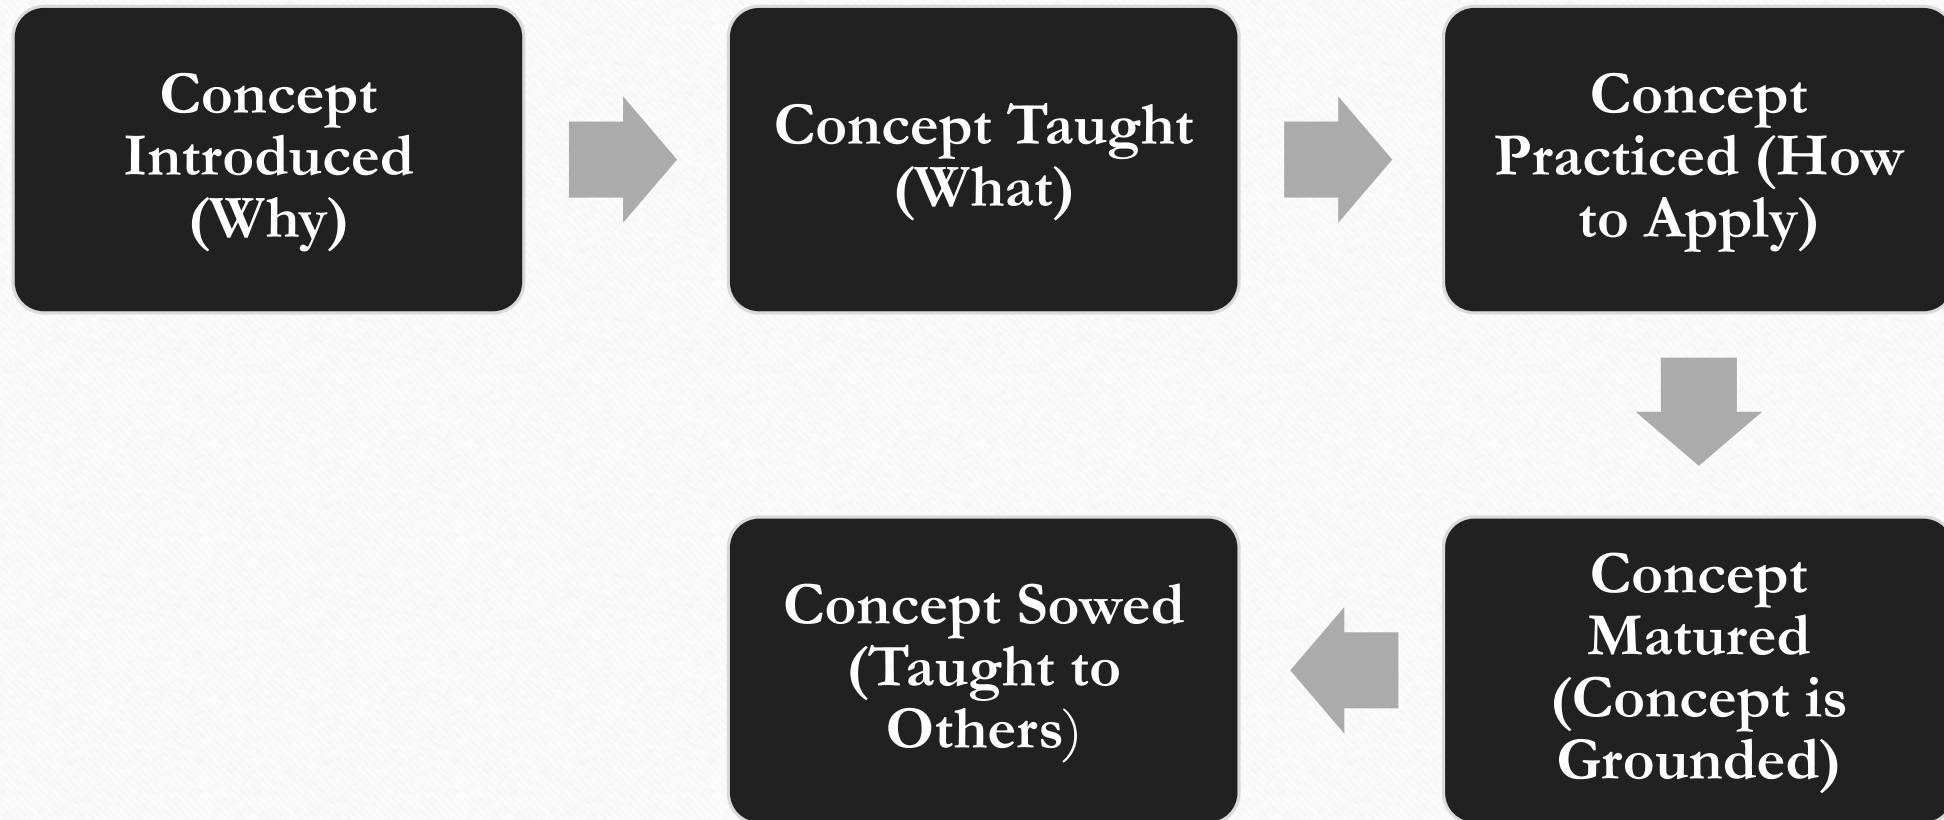 Concept
Introduced
(Why)
Concept Taught
(What)
Concept
Practiced (How
to Apply)
Concept
Matured
(Concept is
Grounded)
Concept Sowed
(Taught to
Others)